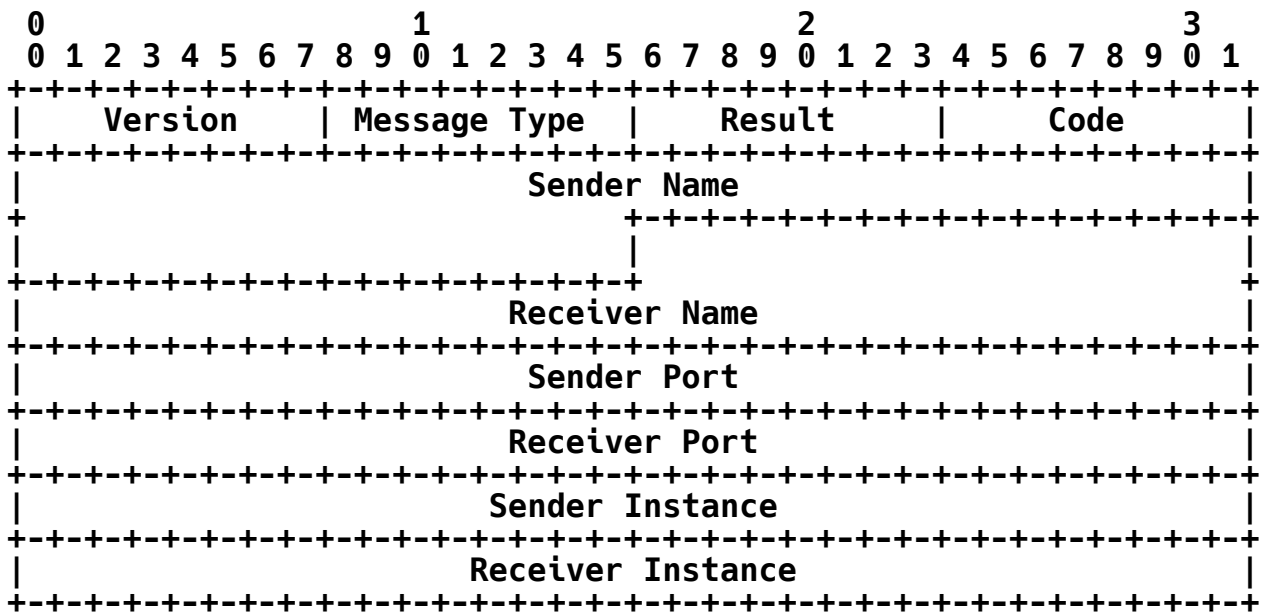 0                   1                   2                   3
 0 1 2 3 4 5 6 7 8 9 0 1 2 3 4 5 6 7 8 9 0 1 2 3 4 5 6 7 8 9 0 1
+-+-+-+-+-+-+-+-+-+-+-+-+-+-+-+-+-+-+-+-+-+-+-+-+-+-+-+-+-+-+-+-+
|    Version    | Message Type  |    Result     |     Code      |
+-+-+-+-+-+-+-+-+-+-+-+-+-+-+-+-+-+-+-+-+-+-+-+-+-+-+-+-+-+-+-+-+
|                          Sender Name                          |
+                               +-+-+-+-+-+-+-+-+-+-+-+-+-+-+-+-+
|                               |                               |
+-+-+-+-+-+-+-+-+-+-+-+-+-+-+-+-+                               +
|                         Receiver Name                         |
+-+-+-+-+-+-+-+-+-+-+-+-+-+-+-+-+-+-+-+-+-+-+-+-+-+-+-+-+-+-+-+-+
|                          Sender Port                          |
+-+-+-+-+-+-+-+-+-+-+-+-+-+-+-+-+-+-+-+-+-+-+-+-+-+-+-+-+-+-+-+-+
|                         Receiver Port                         |
+-+-+-+-+-+-+-+-+-+-+-+-+-+-+-+-+-+-+-+-+-+-+-+-+-+-+-+-+-+-+-+-+
|                        Sender Instance                        |
+-+-+-+-+-+-+-+-+-+-+-+-+-+-+-+-+-+-+-+-+-+-+-+-+-+-+-+-+-+-+-+-+
|                       Receiver Instance                       |
+-+-+-+-+-+-+-+-+-+-+-+-+-+-+-+-+-+-+-+-+-+-+-+-+-+-+-+-+-+-+-+-+